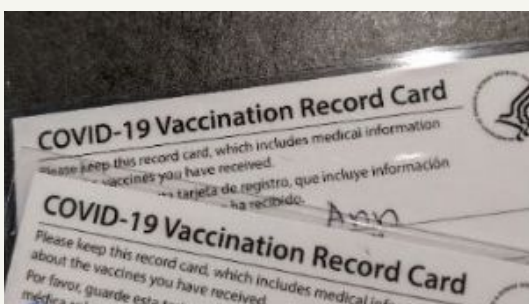 COVID-19 Vaccination Record Card
Please keep this record card, which includes medical information
vaccines you have received.
tarjeta de registro, que incluye información
ha recibido.
Ann
COVID-19 Vaccination Record Card
Please keep this record card, which includes medical
about the vaccines you have received.
Por favor, guarde esta
médica